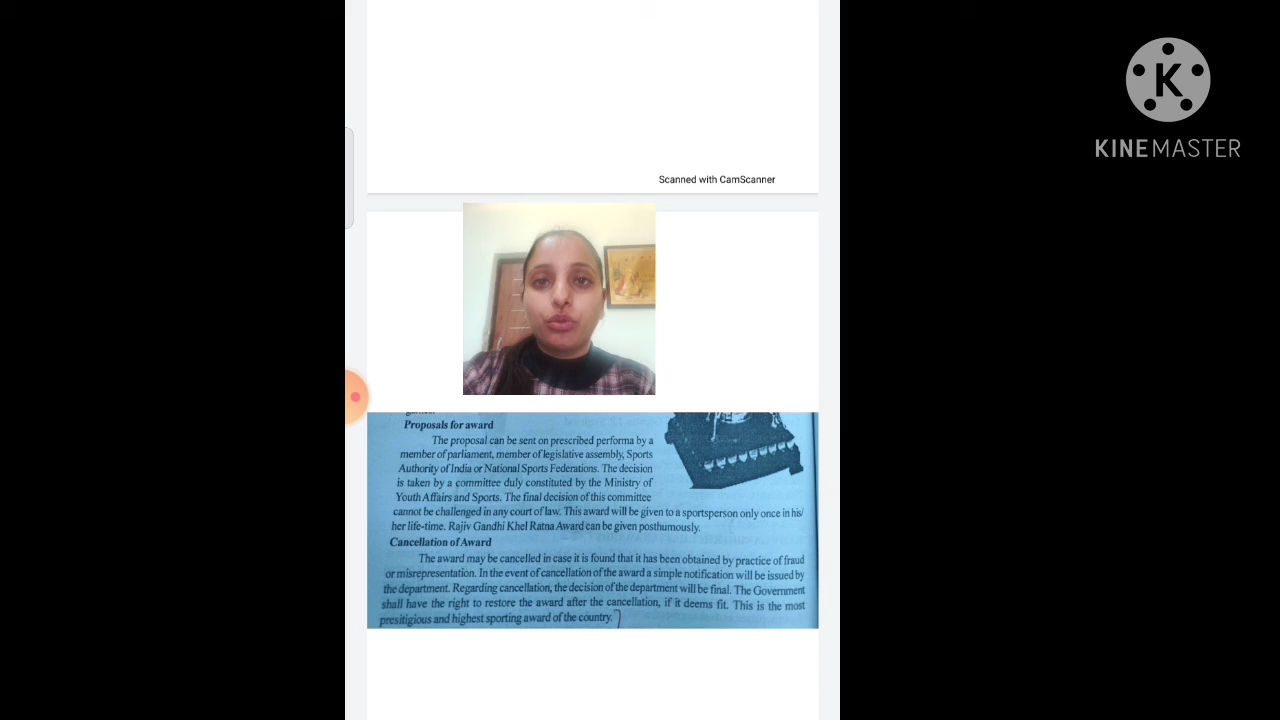 KINEMASTER
Scanned with CamScanner
Proposals for award
The proposal can be sent on prescribed performa by a
member of parliament, member of legislative assembly, Sports
Authority of India or National Sports Federations. The decision
is taken by a committee duly constituted by the Ministry of
Youth Affairs and Sports. The final decision of this committee
cannot be challenged in any court of law. This award will be given to a sportsperson only once in his/
her life-time. Rajiv Gandhi Khel Ratna Award can be given posthumously.
Cancellation of Award
The award may be cancelled in case it is found that it has been obtained by practice of fraud
or misrepresentation. In the event of cancellation of the award a simple notification will be issued by
the department. Regarding cancellation, the decision of the department will be final. The Government
shall have the right to restore the award after the cancellation, if it deems fit. This is the most
presitigious and highest sporting award of the country.